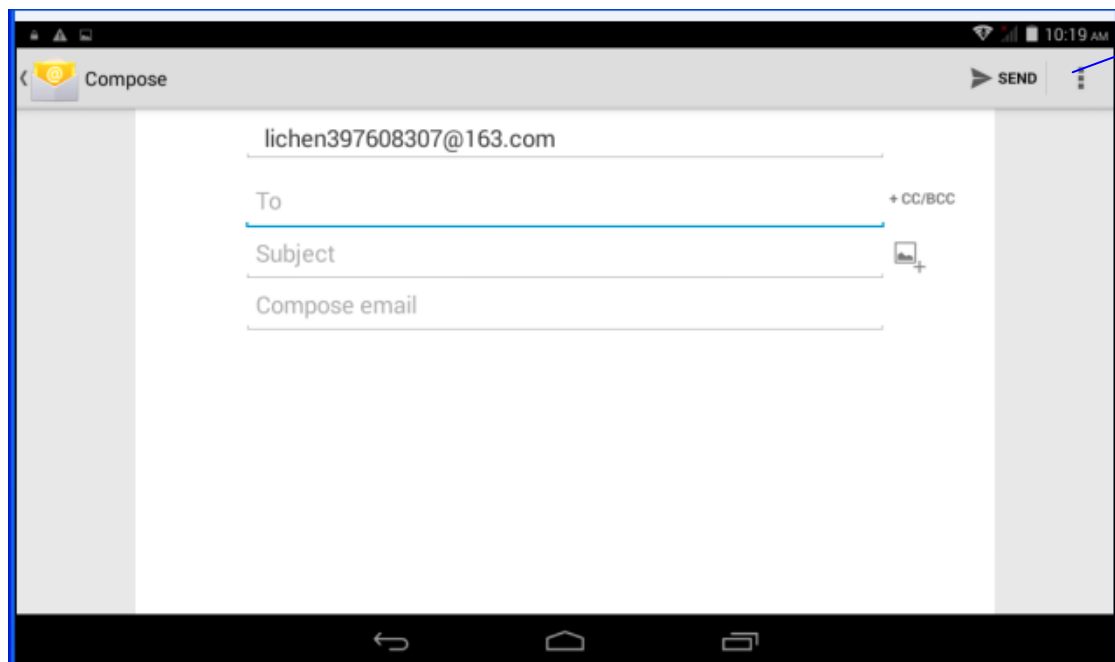 10:19 AM
Compose
SEND
lichen397608307@163.com
To
+ CC/BCC
Subject
Compose email